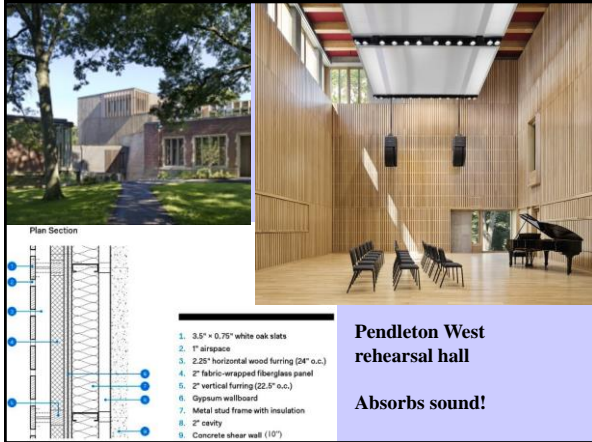 Plan Section
1. 3.5" × 0.75" white oak slats
2. 1" airspace
3. 2.25" horizontal wood furring (24" o.c.)
4. 2" fabric-wrapped fiberglass panel
5. 2" vertical furring (22.5" o.c.)
6. Gypsum wallboard
7. Metal stud frame with insulation
8. 2" cavity
9. Concrete shear wall (10")
Pendleton West
rehearsal hall
Absorbs sound!